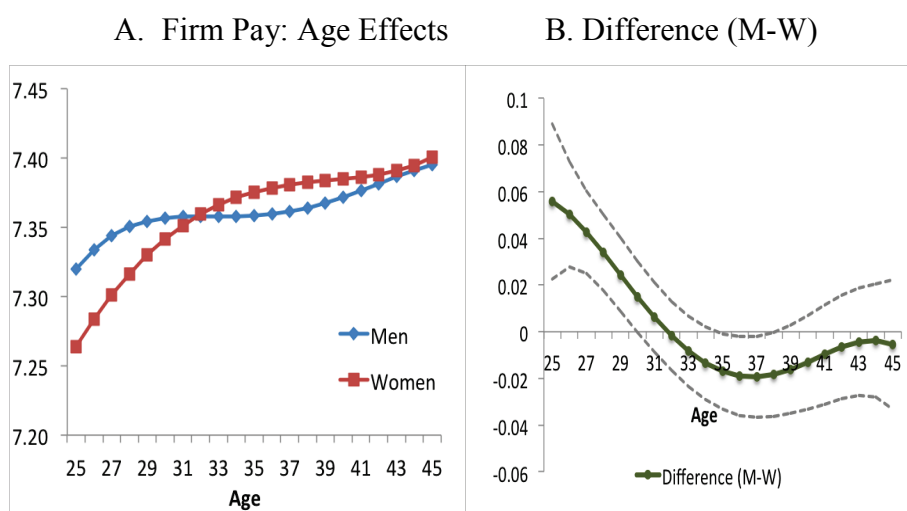 A. Firm Pay: Age Effects
B. Difference (M-W)
7.45
7.40
7.35
7.30
7.25
7.20
25 27 29 31 33 35 37 39 41 43 45
Age
Men
Women
0.1
0.08
0.06
0.04
0.02
0
-0.02
-0.04
-0.06
25 27 29 31 33 35 37 39 41 43 45
Age
Difference (M-W)